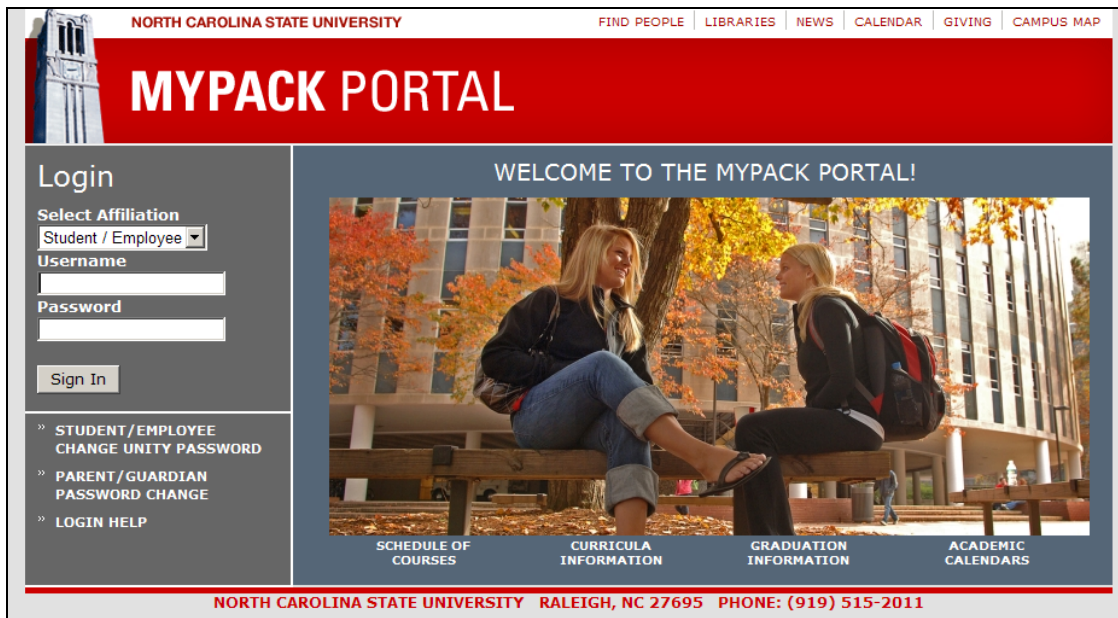 NORTH CAROLINA STATE UNIVERSITY
FIND PEOPLE LIBRARIES NEWS CALENDAR GIVING CAMPUS MAP
MYPACK PORTAL
Login
Select Affiliation
Student / Employee
Username
Password
Sign In
» STUDENT/EMPLOYEE
CHANGE UNITY PASSWORD
» PARENT/GUARDIAN
PASSWORD CHANGE
» LOGIN HELP
WELCOME TO THE MYPACK PORTAL!
SCHEDULE OF
COURSES
CURRICULA
INFORMATION
GRADUATION
INFORMATION
ACADEMIC
CALENDARS
NORTH CAROLINA STATE UNIVERSITY RALEIGH, NC 27695 PHONE: (919) 515-2011